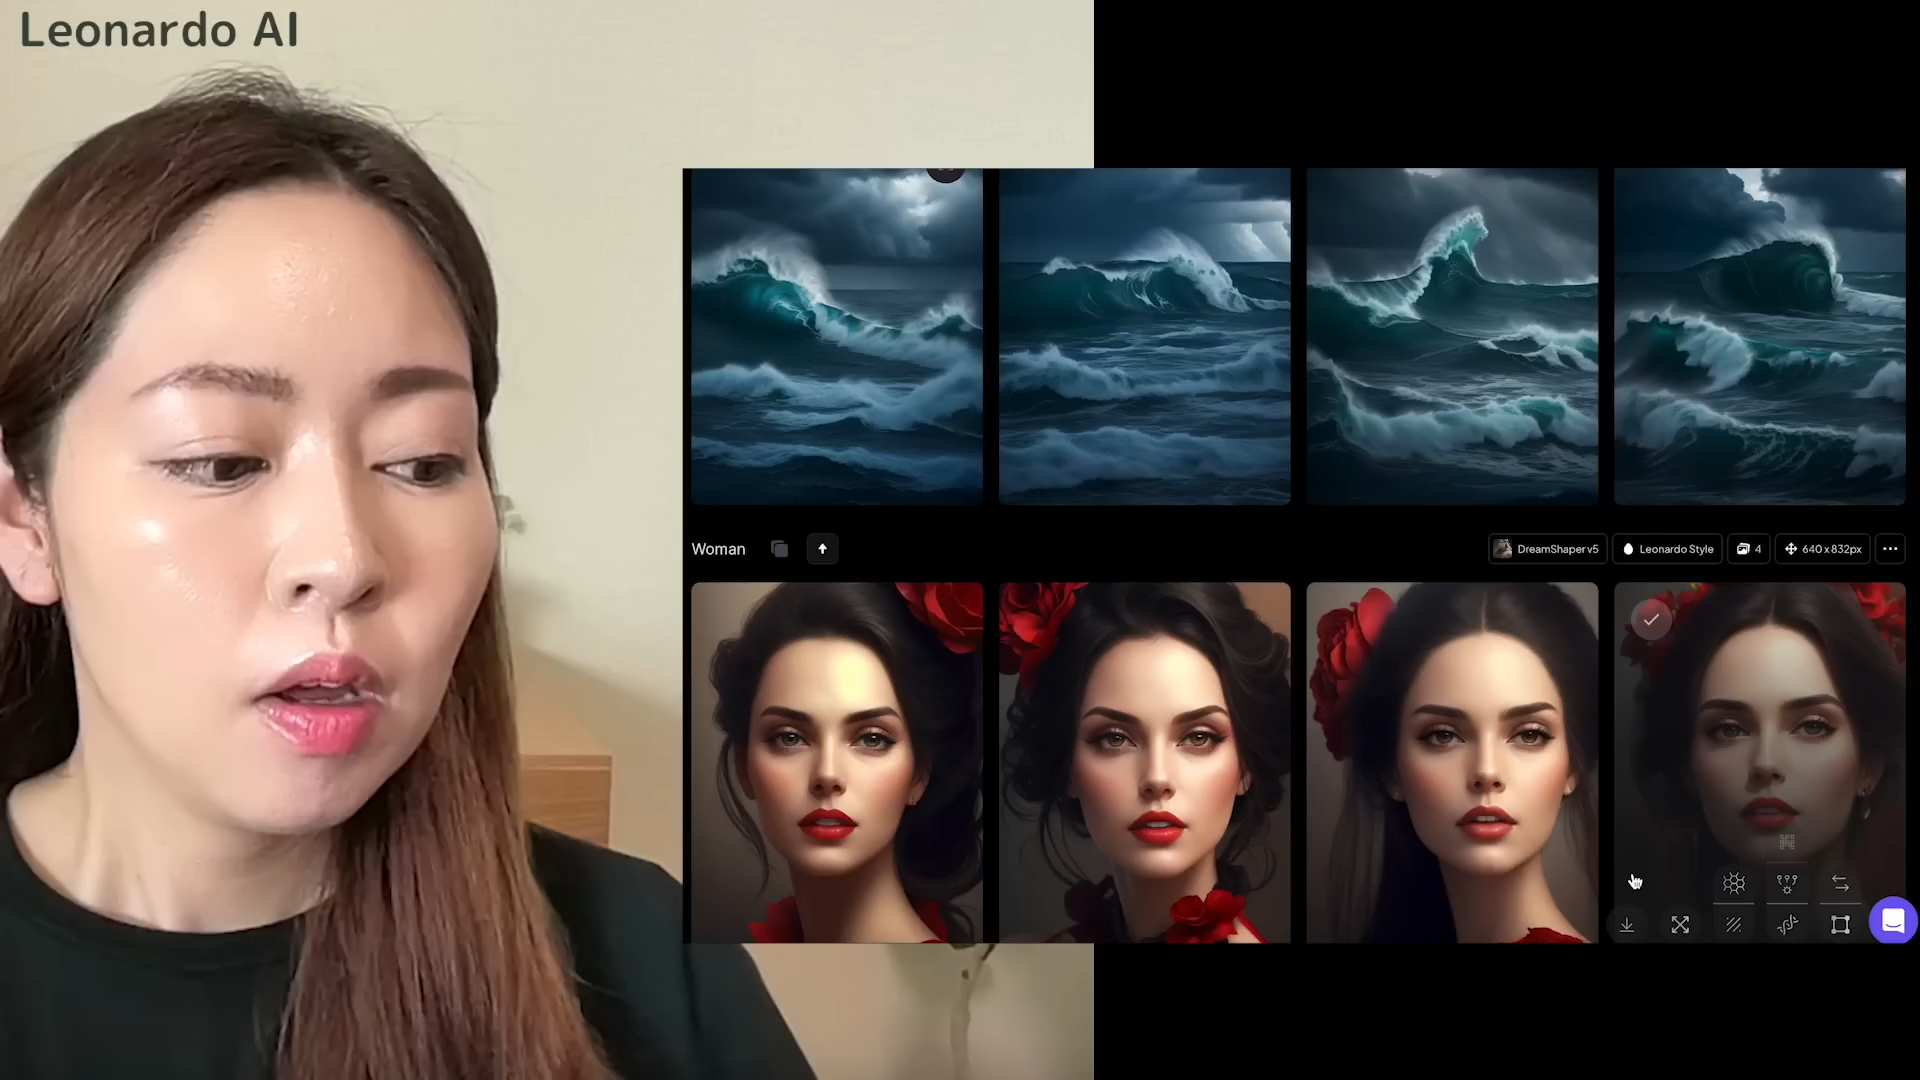 Leonardo AI
Woman
DreamShaper v5
Leonardo Style
4
640 x 832px